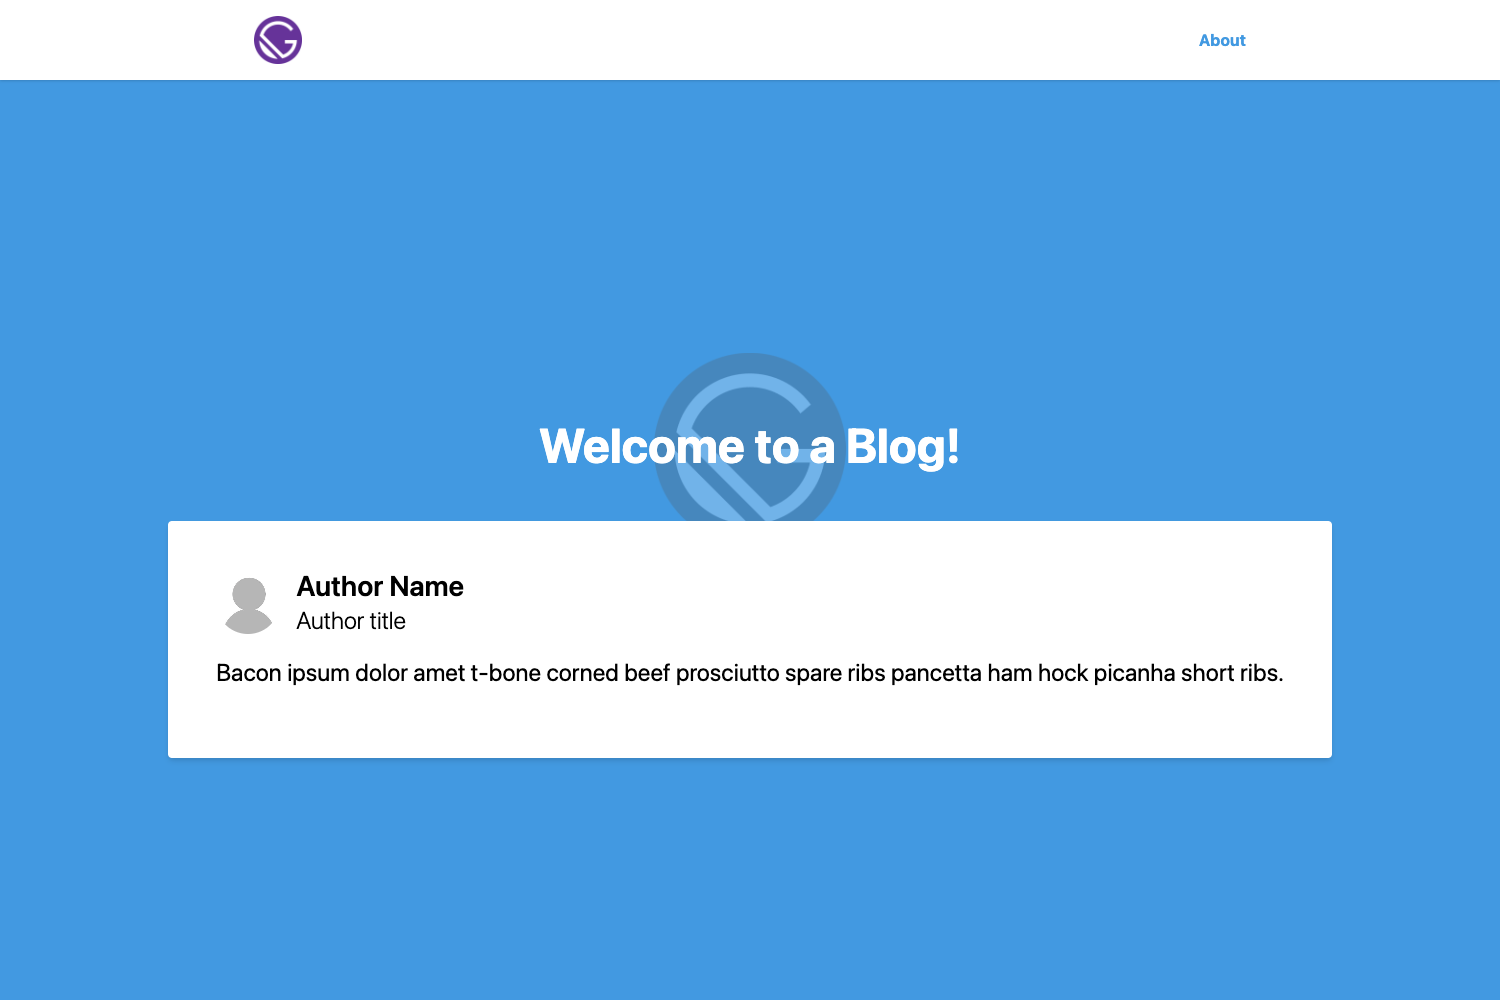 About
Welcome to a Blog!
Author Name
Author title
Bacon ipsum dolor amet t-bone corned beef prosciutto spare ribs pancetta ham hock picanha short ribs.